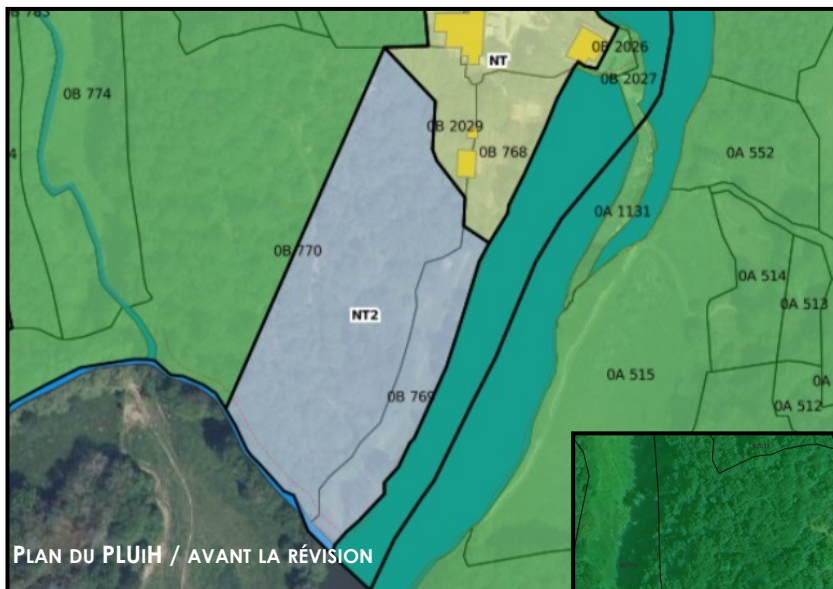 0B 774
0B 2026
NT
0B 2027
0B 2029
0B 768
0A 552
0A 1131
0B 770
0A 514
0A 513
NT2
0A 515
0B 769
0A
0A 512
PLAN DU PLUIH / AVANT LA RÉVISION